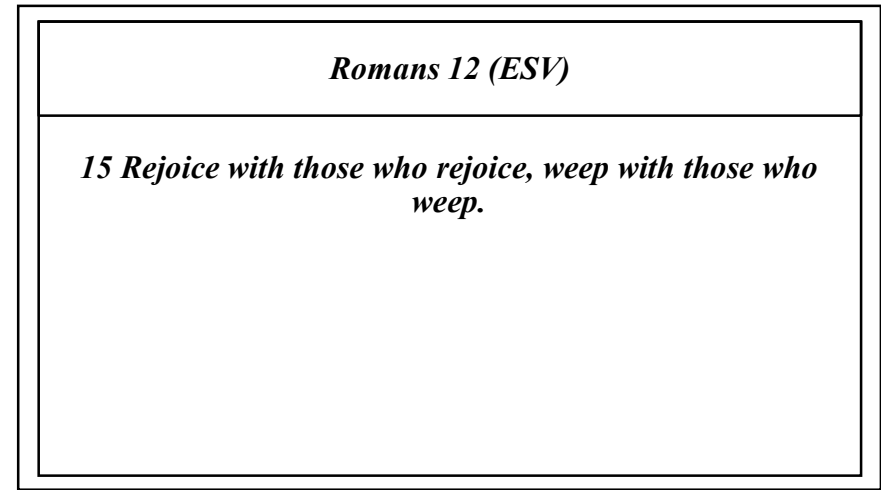 Romans 12 (ESV)
15 Rejoice with those who rejoice, weep with those who
weep.